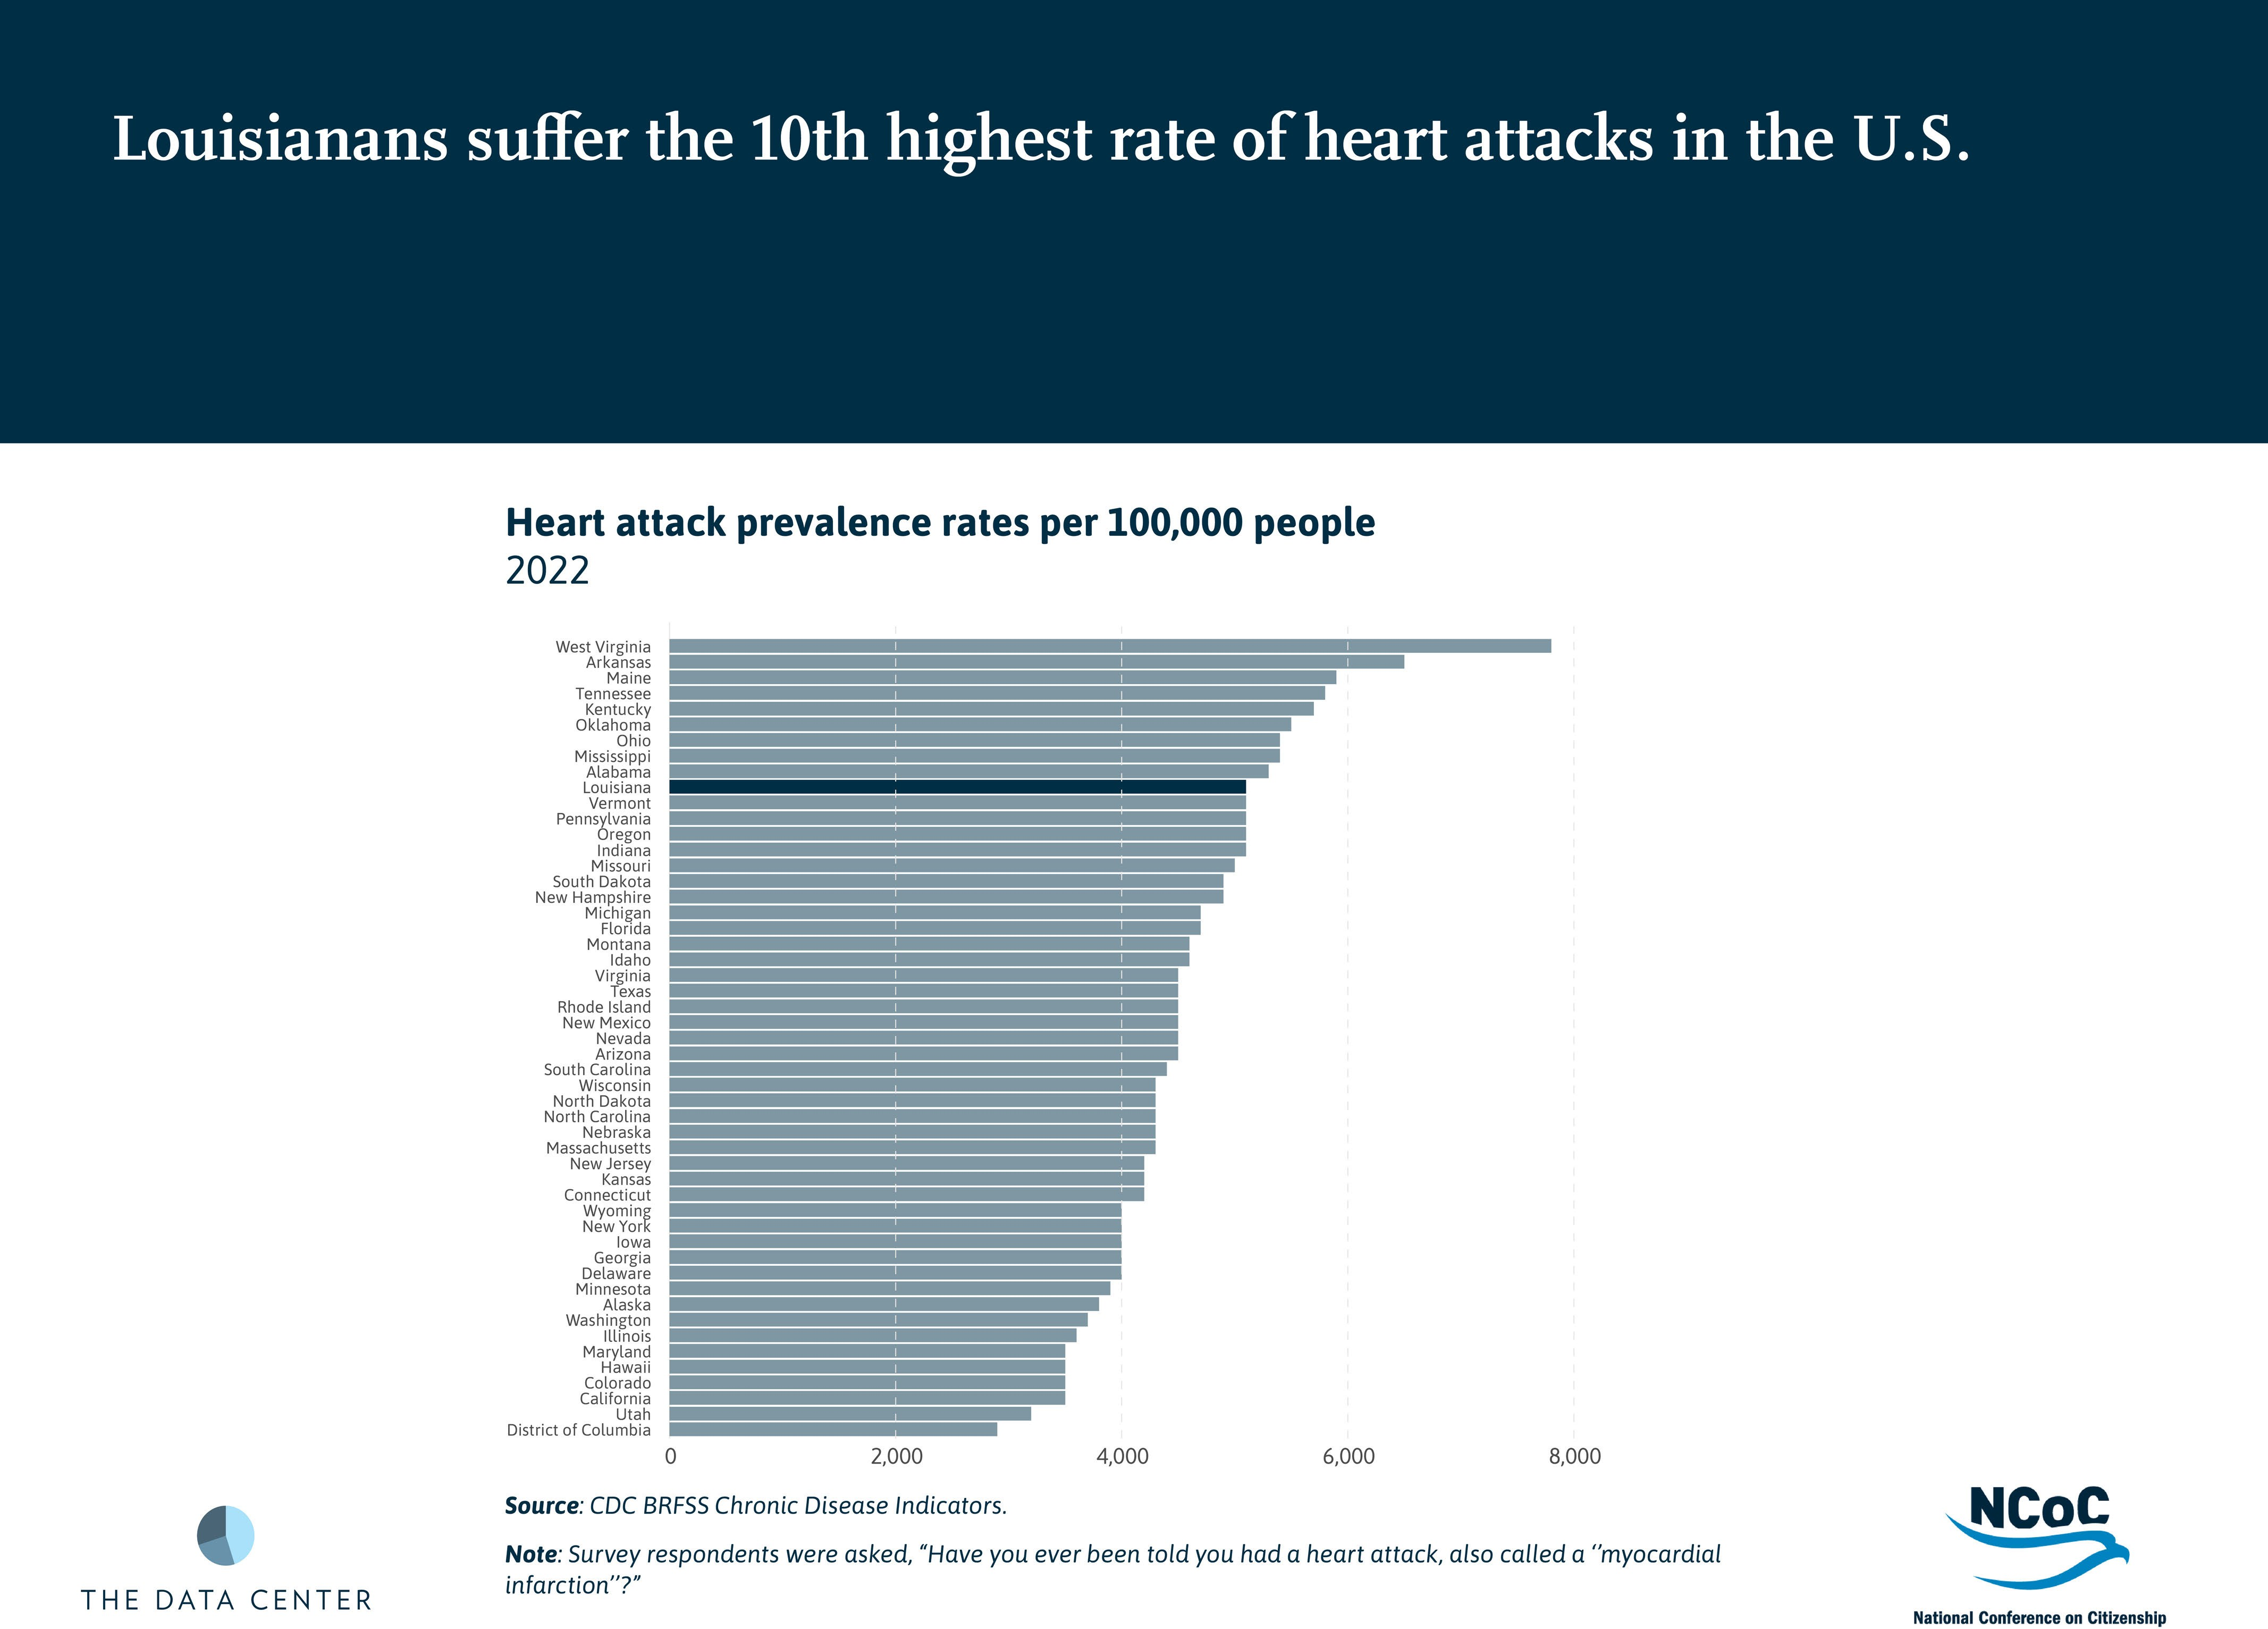 Louisianans suffer the 10th highest rate of heart attacks in the U.S.
Heart attack prevalence rates per 100,000 people
2022
West Virginia
Arkansas
Maine
Tennessee
Kentucky
Oklahoma
Ohio
Mississippi
Alabama
Louisiana
Vermont
Pennsylvania
Oregon
Indiana
Missouri
South Dakota
New Hampshire
Michigan
Florida
Montana
Idaho
Virginia
Texas
Rhode Island
New Mexico
Nevada
Arizona
South Carolina
Wisconsin
North Dakota
North Carolina
Nebraska
Massachusetts
New Jersey
Kansas
Connecticut
Wyoming
New York
Iowa
Georgia
Delaware
Minnesota
Alaska
Washington
Illinois
Maryland
Hawaii
Colorado
California
Utah
District of Columbia
0 2,000 4,000 6,000 8,000
Source: CDC BRFSS Chronic Disease Indicators.
Note: Survey respondents were asked, “Have you ever been told you had a heart attack, also called a ‘’myocardial
infarction’’?”
THE DATA CENTER
NCoC
National Conference on Citizenship